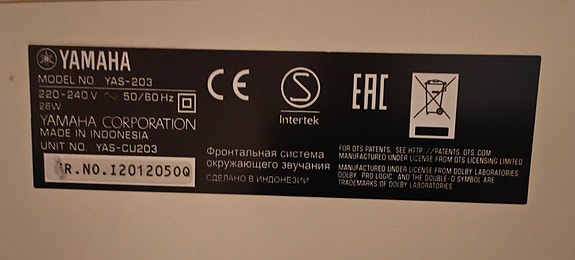 YAMAHA
MODEL NO. YAS-203
220-240 V ~ 50/60 Hz
26W
YAMAHA CORPORATION
MADE IN INDONESIA
UNIT NO. YAS-CU203
R.NO.I2012050Q
CE
S
Intertek
EAC
Фронтальная система
окружающего звучания
СДЕЛАНО В ИНДОНЕЗИИ
FOR DTS PATENTS, SEE HTTP://PATENTS.DTS.COM.
MANUFACTURED UNDER LICENSE FROM DTS LICENSING LIMITED.
MANUFACTURED UNDER LICENSE FROM DOLBY LABORATORIES.
DOLBY, PRO LOGIC, AND THE DOUBLE-D SYMBOL ARE
TRADEMARKS OF DOLBY LABORATORIES.